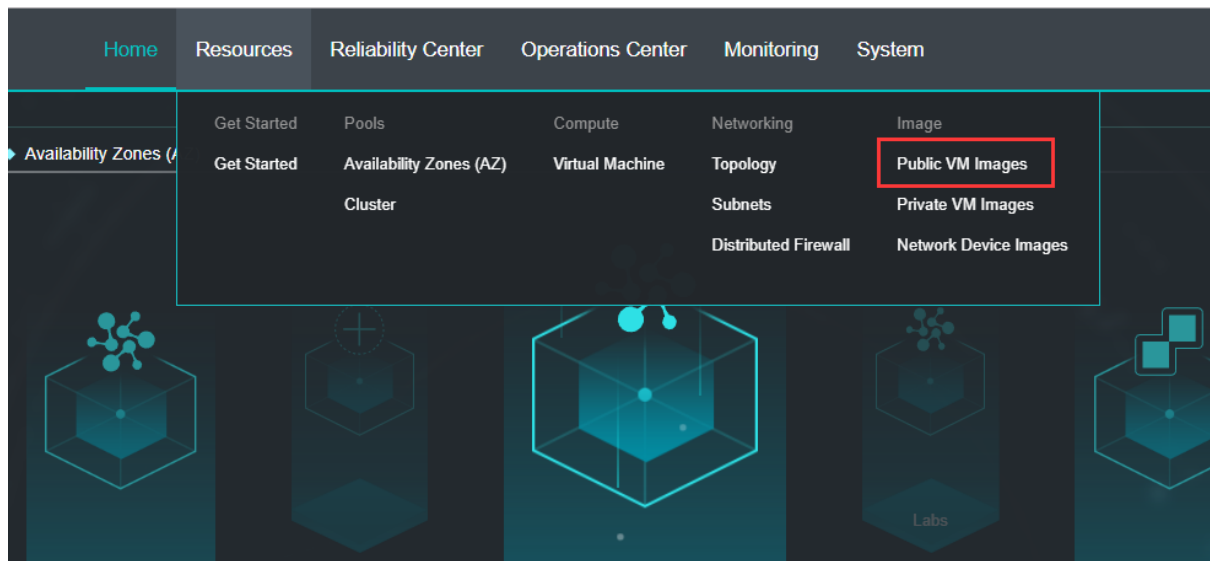 Home Resources Reliability Center Operations Center Monitoring System
Get Started Pools Compute Networking Image
Availability Zones (A
Get Started Availability Zones (AZ) Virtual Machine Topology Public VM Images
Cluster Subnets Private VM Images
Distributed Firewall Network Device Images
Labs